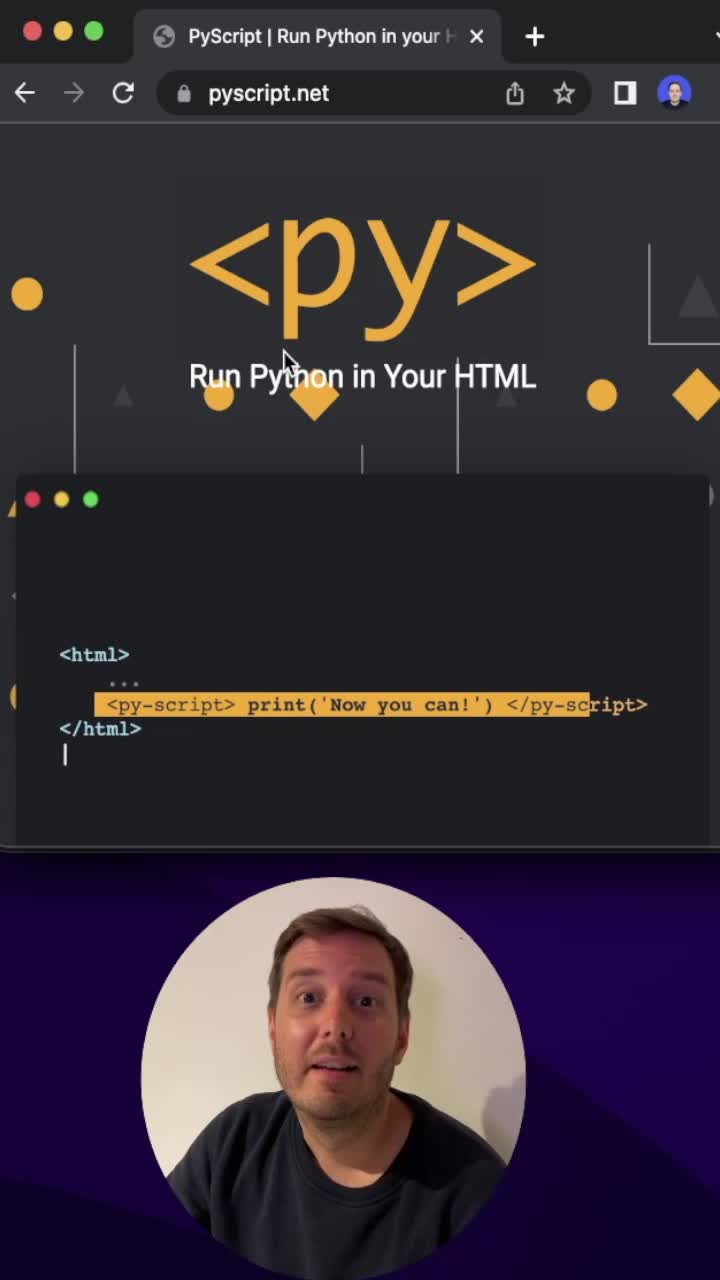 PyScript | Run Python in your H
pyscript.net
<py>
Run Python in Your HTML
<html>
...
<py-script> print('Now you can!') </py-script>
</html>